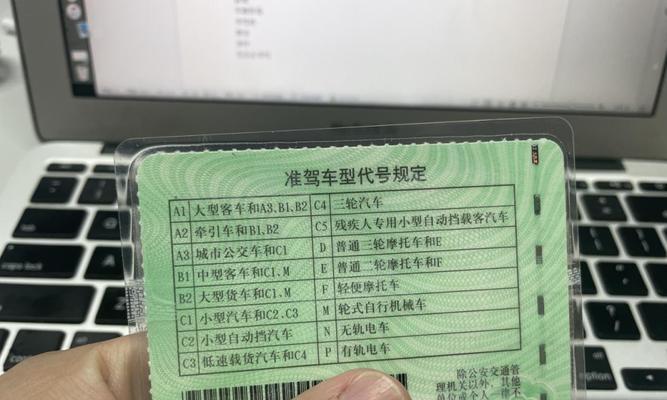 准驾车型代号规定
A1 大型客车和A3、B1、B2 C4 三轮汽车
A2 牵引车和B1、B2 C5 残疾人专用小型自动挡载客汽车
A3 城市公交车和C1 D 普通三轮摩托车和E
B1 中型客车和C1、M E 普通二轮摩托车和F
B2 大型货车和C1、M F 轻便摩托车
C1 小型汽车和C2、C3 M 轮式自行机械车
C2 小型自动挡汽车 N 无轨电车
C3 低速载货汽车和C4 P 有轨电车
除公安交通管
理机关以外,其他
单位或个人不